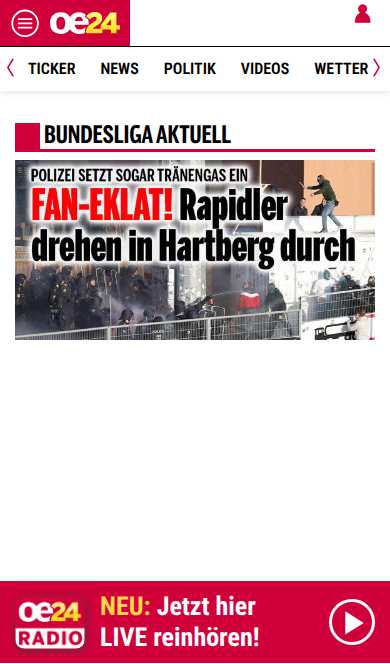 oe24
TICKER NEWS POLITIK VIDEOS WETTER
BUNDESLIGA AKTUELL
POLIZEI SETZT SOGAR TRÄNENGAS EIN
FAN-EKLAT! Rapidler
drehen in Hartberg durch
oe24
RADIO
NEU: Jetzt hier
LIVE reinhören!